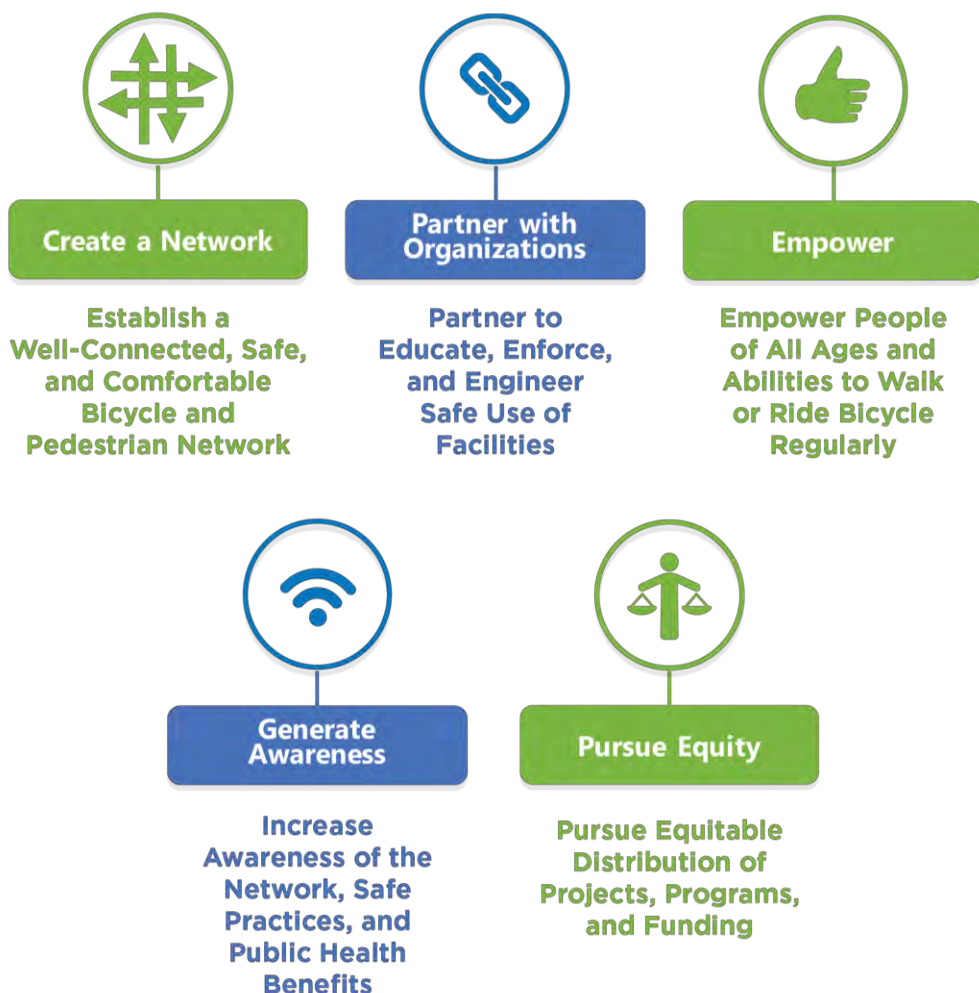 Create a Network
Establish a
Well-Connected, Safe,
and Comfortable
Bicycle and
Pedestrian Network
Partner with
Organizations
Partner to
Educate, Enforce,
and Engineer
Safe Use of
Facilities
Empower
Empower People
of All Ages and
Abilities to Walk
or Ride Bicycle
Regularly
Generate
Awareness
Increase
Awareness of the
Network, Safe
Practices, and
Public Health
Benefits
Pursue Equity
Pursue Equitable
Distribution of
Projects, Programs,
and Funding